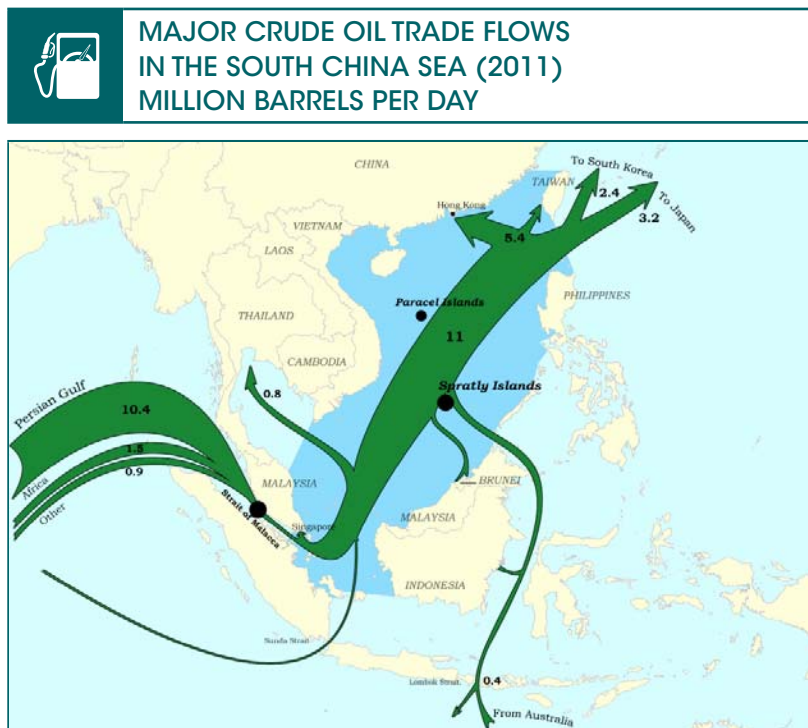 MAJOR CRUDE OIL TRADE FLOWS
IN THE SOUTH CHINA SEA (2011)
MILLION BARRELS PER DAY
CHINA
To South Korea
TAIWAN
2.4
To Japan
3.2
Hong Kong
5.4
VIETNAM
LAOS
Paracel Islands
PHILIPPINES
THAILAND
11
CAMBODIA
Spratly Islands
0.8
Persian Gulf
10.4
1.5
Africa
0.9
Other
MALAYSIA
BRUNEI
Strait of Malacca
Singapore
MALAYSIA
INDONESIA
Sunda Strait
Lombok Strait.
0.4
From Australia